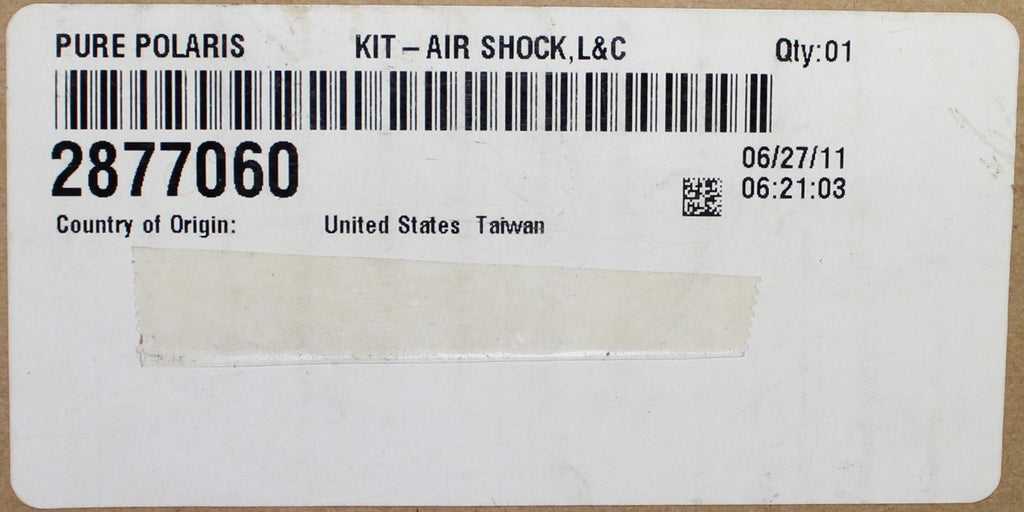 PURE POLARIS KIT – AIR SHOCK,L&C Qty:01
2877060
06/27/11
06:21:03
Country of Origin: United States Taiwan